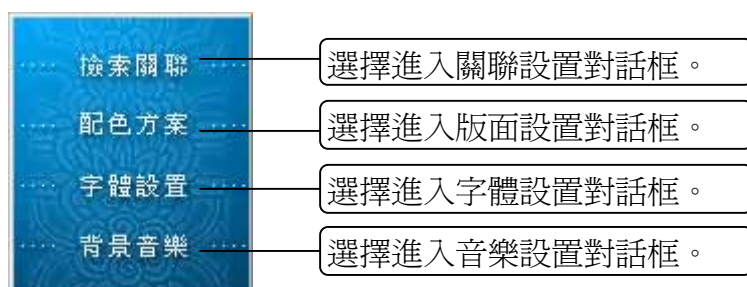 檢索關聯
選擇進入關聯設置對話框。
配色方案
選擇進入版面設置對話框。
字體設置
選擇進入字體設置對話框。
背景音樂
選擇進入音樂設置對話框。